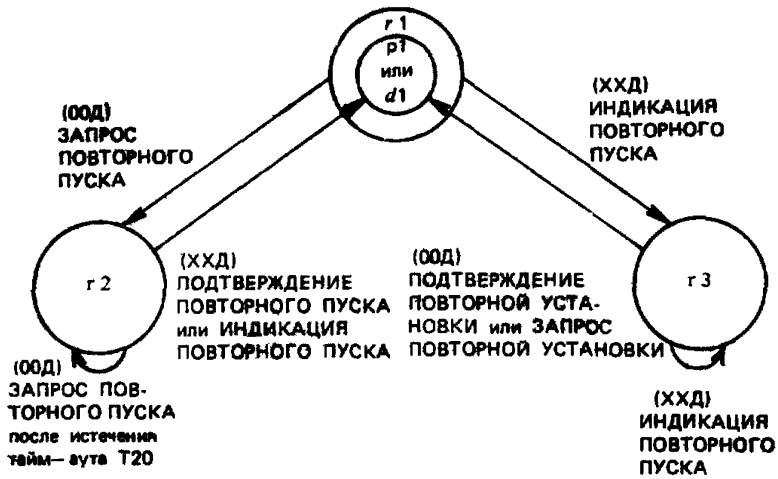 r 1
p1
или
d1
(ООД)
ЗАПРОС
ПОВТОРНОГО
ПУСКА
(ХХД)
ИНДИКАЦИЯ
ПОВТОРНОГО
ПУСКА
r 2
(ХХД)
ПОДТВЕРЖДЕНИЕ
ПОВТОРНОГО ПУСКА
или ИНДИКАЦИЯ
ПОВТОРНОГО ПУСКА
(ООД)
ПОДТВЕРЖДЕНИЕ
ПОВТОРНОЙ УСТА-
НОВКИ или ЗАПРОС
ПОВТОРНОЙ УСТАНОВКИ
r 3
(ООД)
ЗАПРОС ПОВ-
ТОРНОГО ПУСКА
после истечения
тайм-аута Т20
(ХХД)
ИНДИКАЦИЯ
ПОВТОРНОГО
ПУСКА